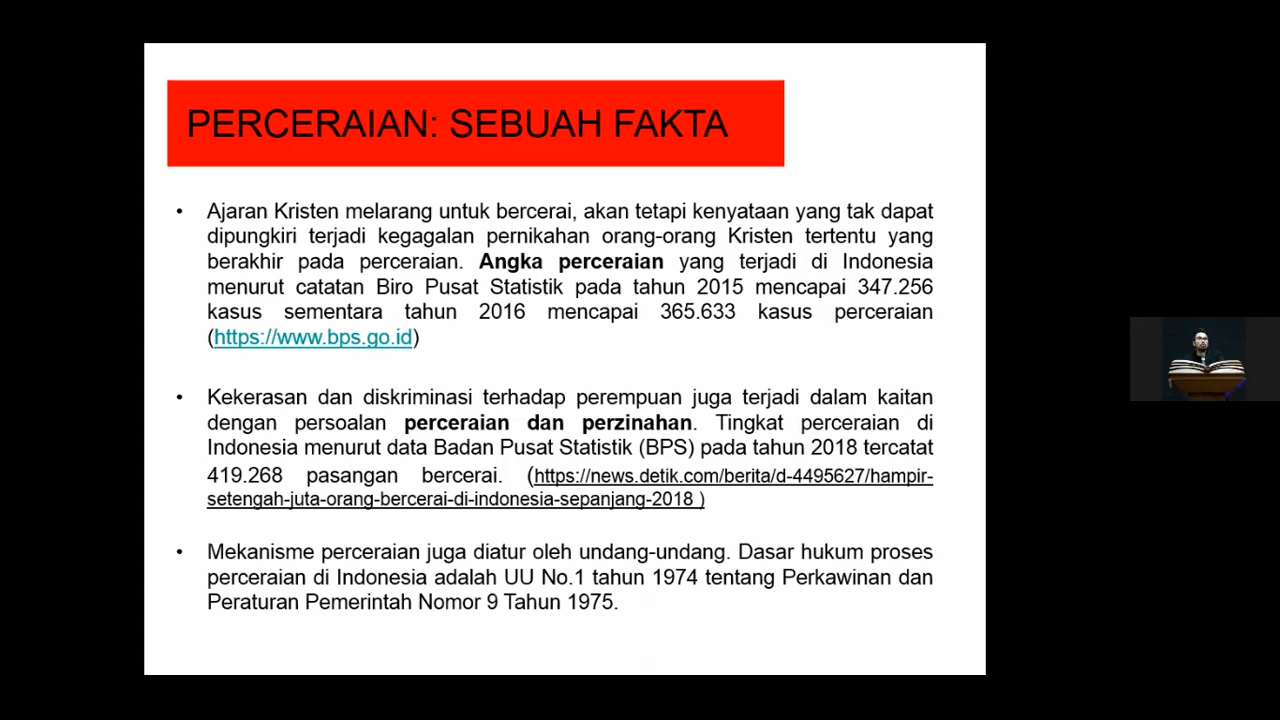 PERCERAIAN: SEBUAH FAKTA
• Ajaran Kristen melarang untuk bercerai, akan tetapi kenyataan yang tak dapat
dipungkiri terjadi kegagalan pernikahan orang-orang Kristen tertentu yang
berakhir pada perceraian. Angka perceraian yang terjadi di Indonesia
menurut catatan Biro Pusat Statistik pada tahun 2015 mencapai 347.256
kasus sementara tahun 2016 mencapai 365.633 kasus perceraian
(https://www.bps.go.id)
• Kekerasan dan diskriminasi terhadap perempuan juga terjadi dalam kaitan
dengan persoalan perceraian dan perzinahan. Tingkat perceraian di
Indonesia menurut data Badan Pusat Statistik (BPS) pada tahun 2018 tercatat
419.268 pasangan bercerai. (https://news.detik.com/berita/d-4495627/hampir-
setengah-juta-orang-bercerai-di-indonesia-sepanjang-2018 )
• Mekanisme perceraian juga diatur oleh undang-undang. Dasar hukum proses
perceraian di Indonesia adalah UU No.1 tahun 1974 tentang Perkawinan dan
Peraturan Pemerintah Nomor 9 Tahun 1975.